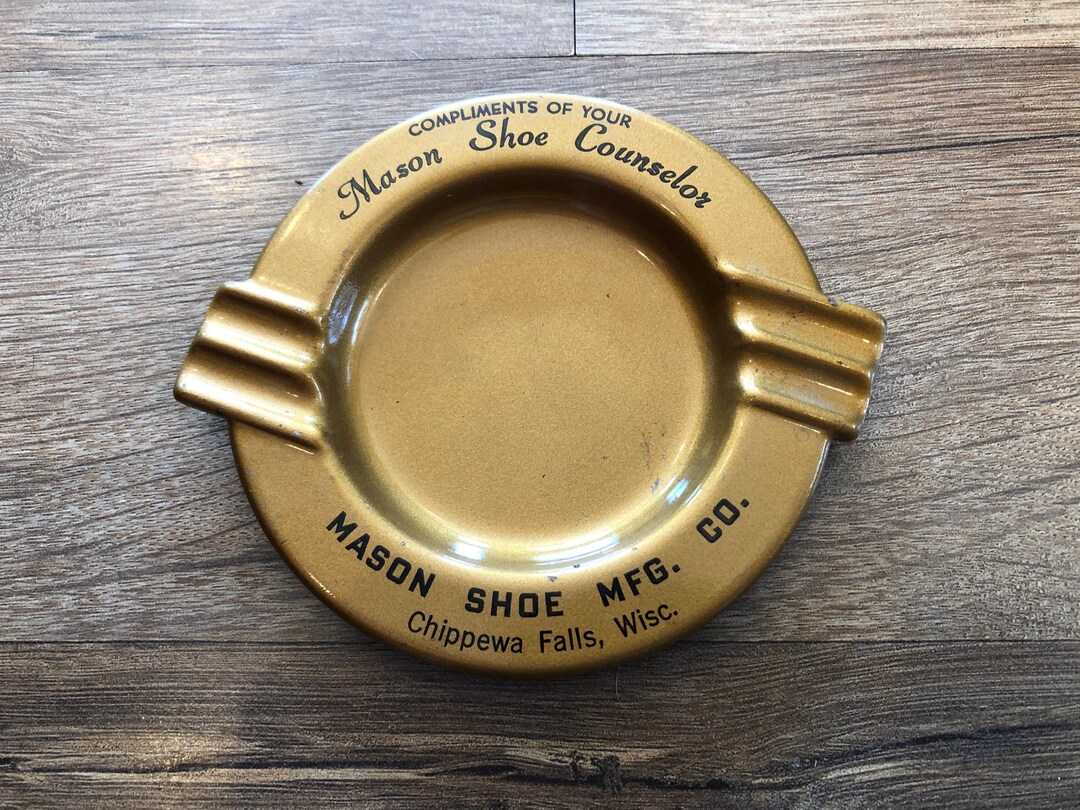 COMPLIMENTS OF YOUR
Mason Shoe Counselor
MASON SHOE MFG. CO.
Chippewa Falls, Wisc.